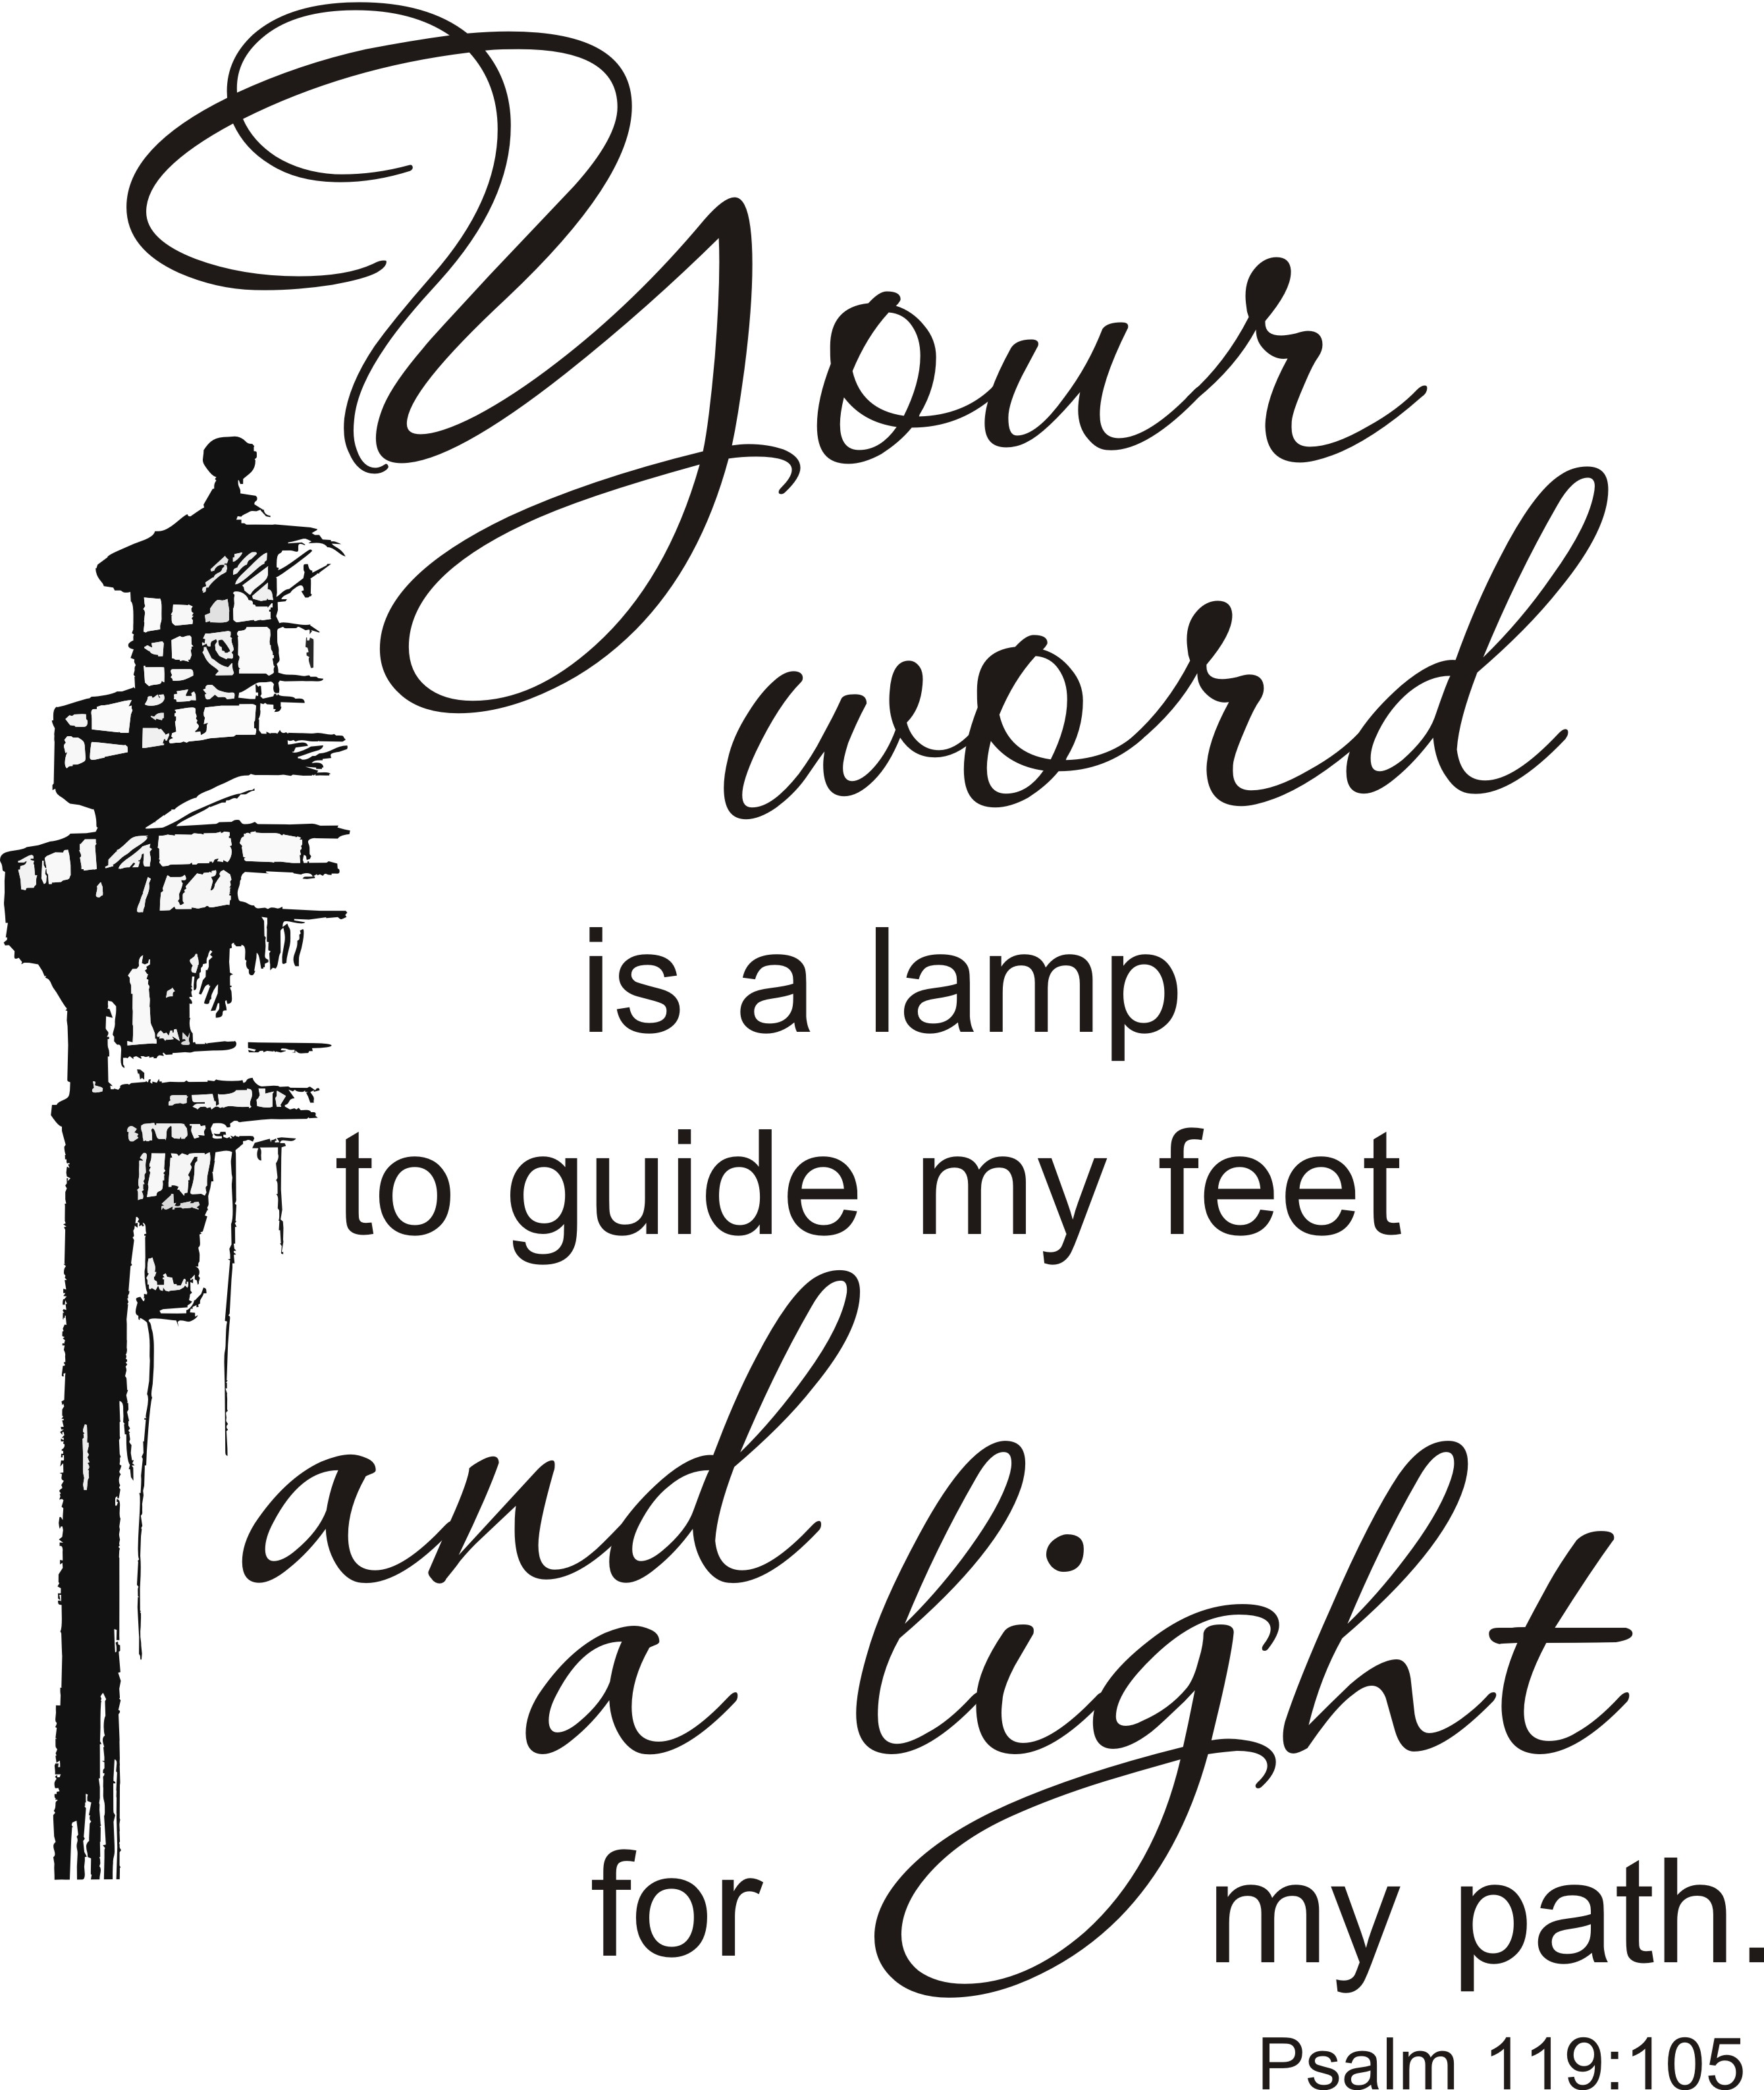 Your
word
is a lamp
to guide my feet
and
a light
for my path.
Psalm 119:105